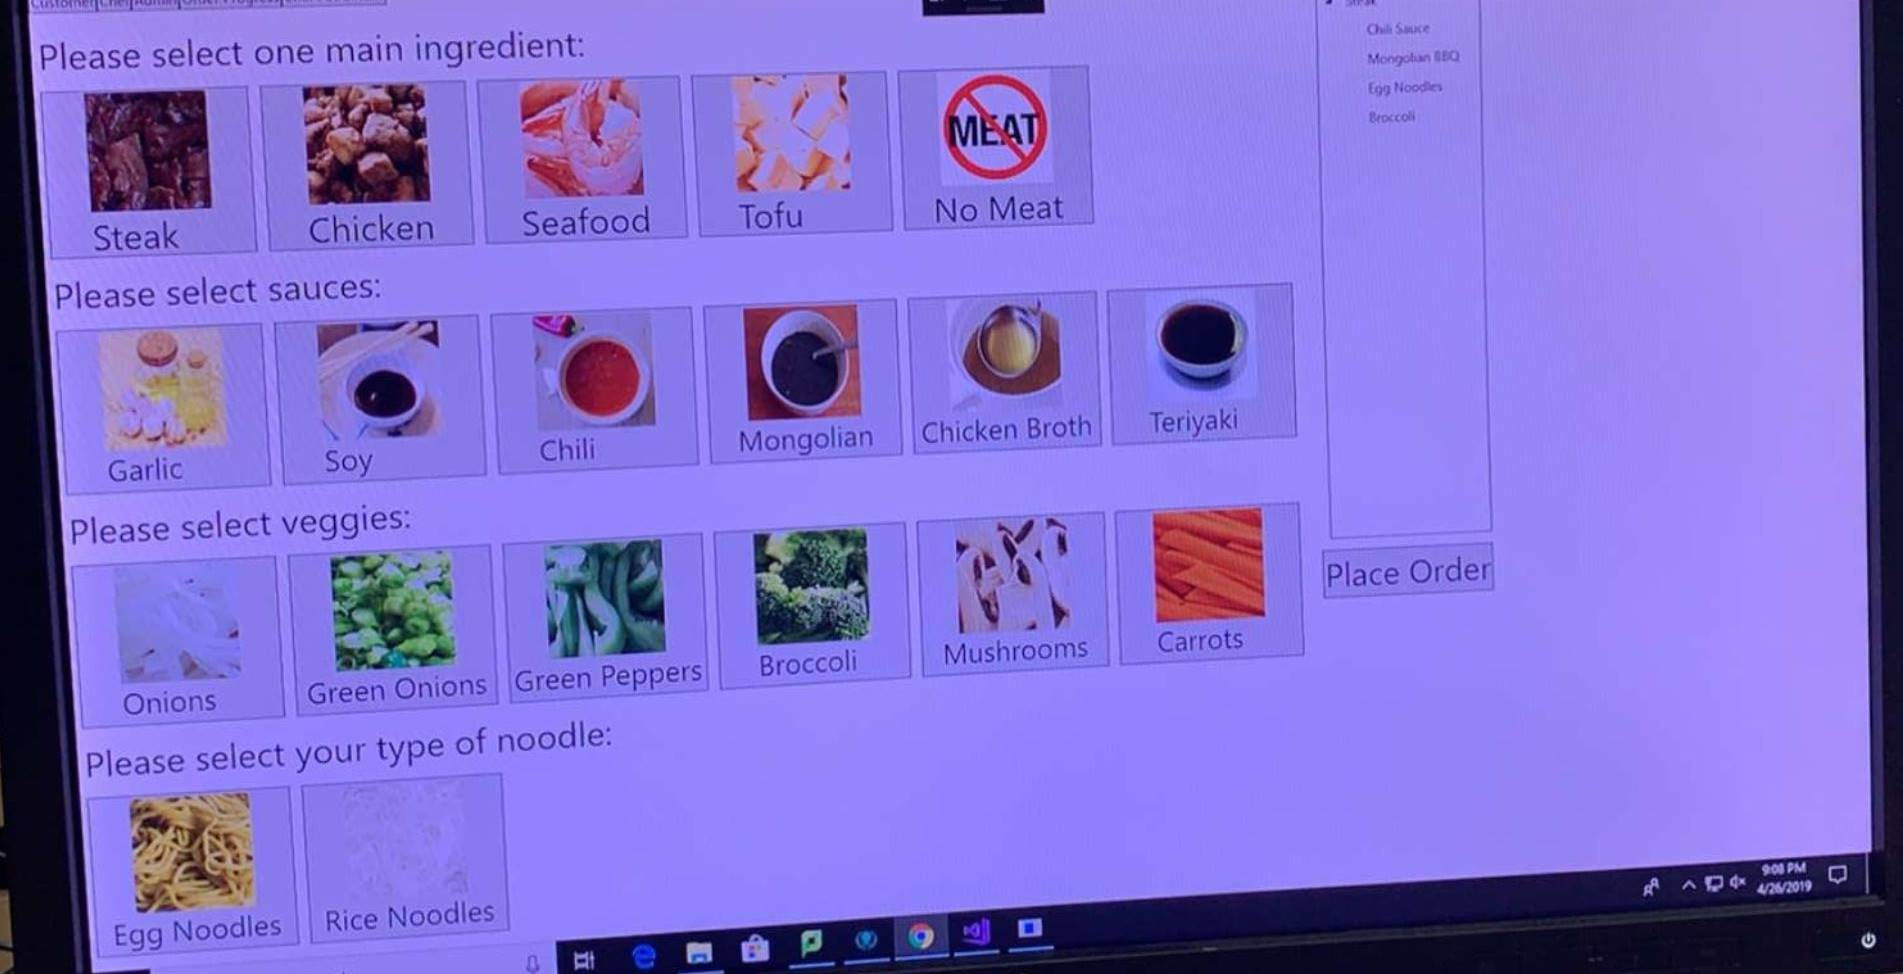 Please select one main ingredient:
MEAT
Steak
Chicken
Seafood
Tofu
No Meat
Please select sauces:
Garlic
Soy
Chili
Mongolian
Chicken Broth
Teriyaki
Please select veggies:
Onions
Green Onions
Green Peppers
Broccoli
Mushrooms
Carrots
Please select your type of noodle:
Egg Noodles
Rice Noodles
Steak
Chili Sauce
Mongolian BBQ
Egg Noodles
Broccoli
Place Order
9:08 PM
4/26/2019